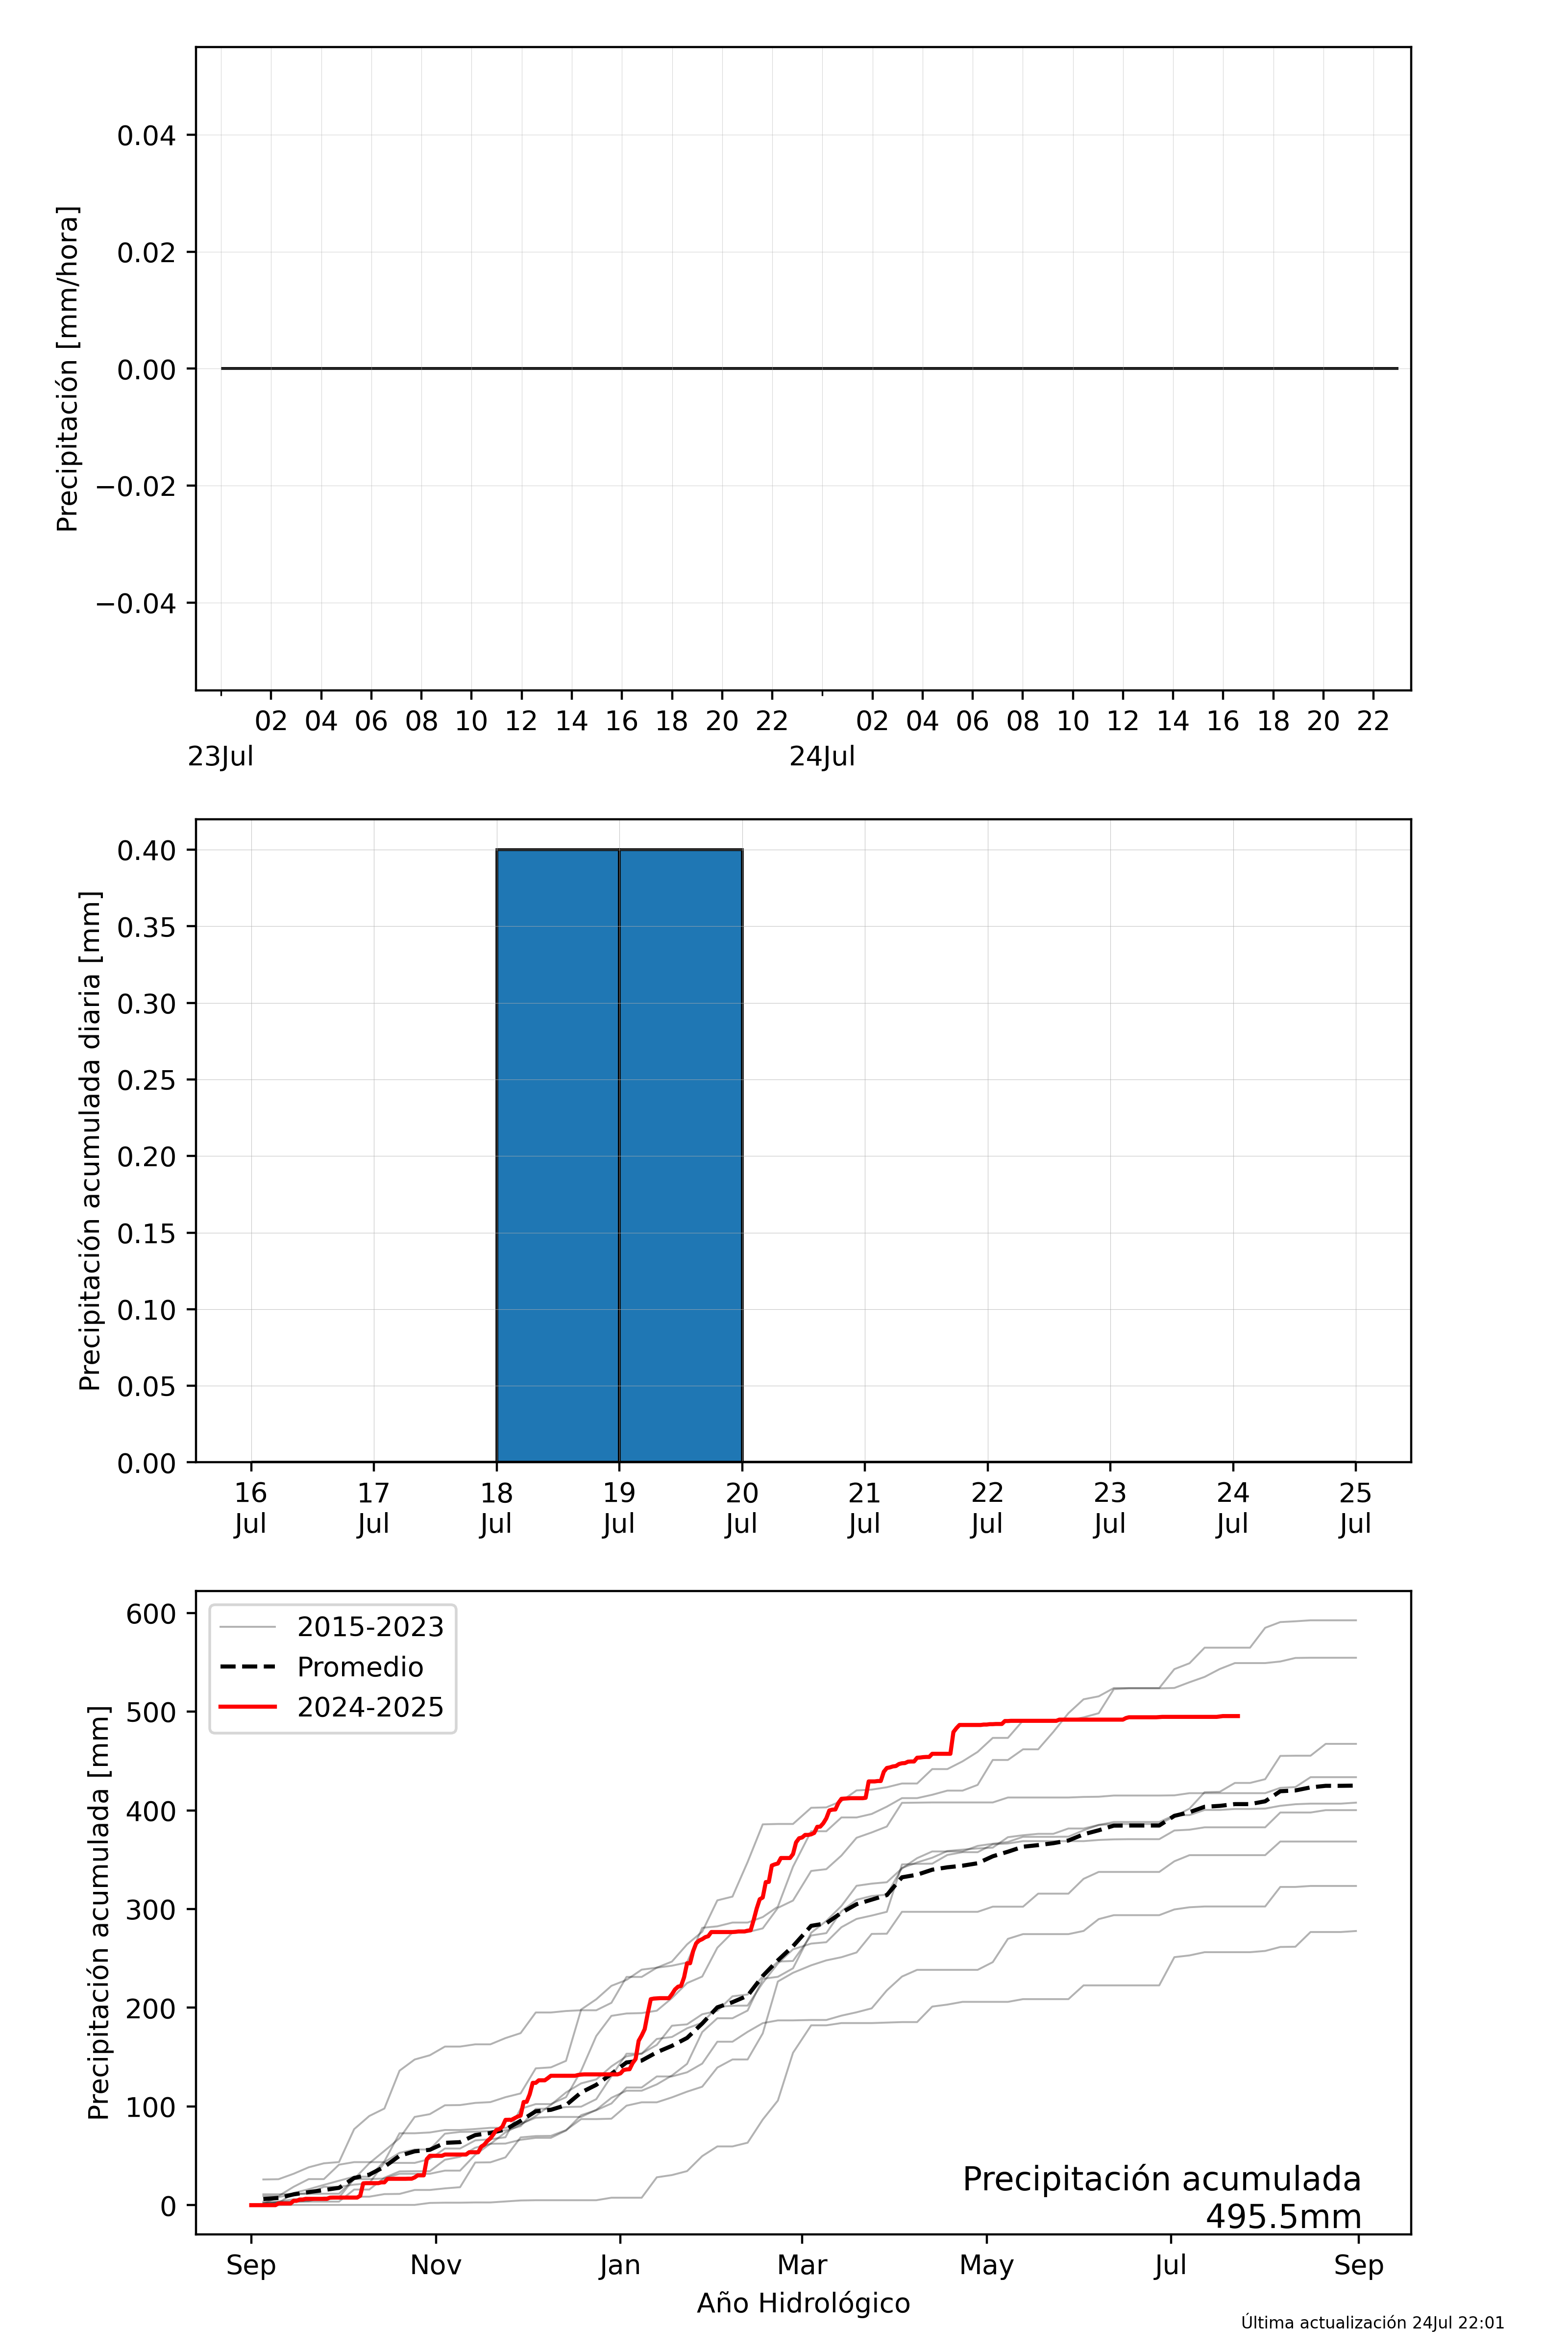 Precipitación [mm/hora]
0.04
0.02
0.00
−0.02
−0.04
02 04 06 08 10 12 14 16 18 20 22 02 04 06 08 10 12 14 16 18 20 22
23Jul 24Jul
Precipitación acumulada diaria [mm]
0.40
0.35
0.30
0.25
0.20
0.15
0.10
0.05
0.00
16 17 18 19 20 21 22 23 24 25
Jul Jul Jul Jul Jul Jul Jul Jul Jul Jul
Precipitación acumulada [mm]
600
500
400
300
200
100
0
2015-2023
Promedio
2024-2025
Precipitación acumulada
495.5mm
Sep Nov Jan Mar May Jul Sep
Año Hidrológico
Última actualización 24Jul 22:01